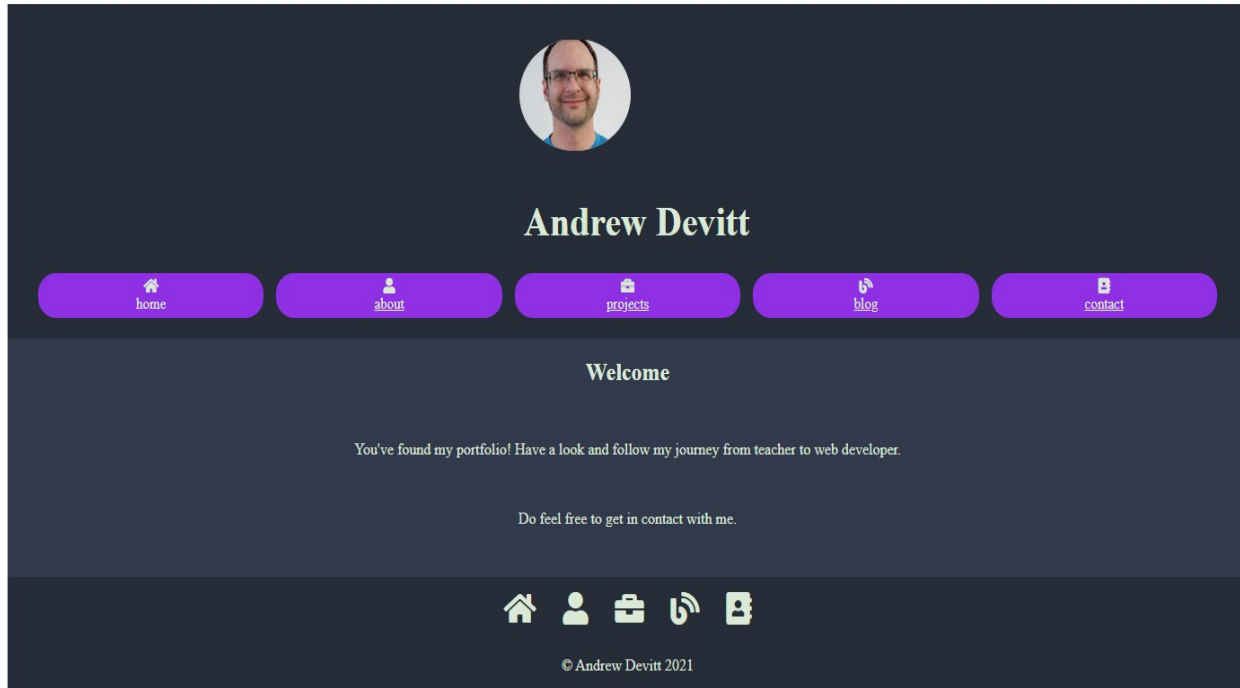 Andrew Devitt
home about projects blog contact
Welcome
You've found my portfolio! Have a look and follow my journey from teacher to web developer.
Do feel free to get in contact with me.
© Andrew Devitt 2021